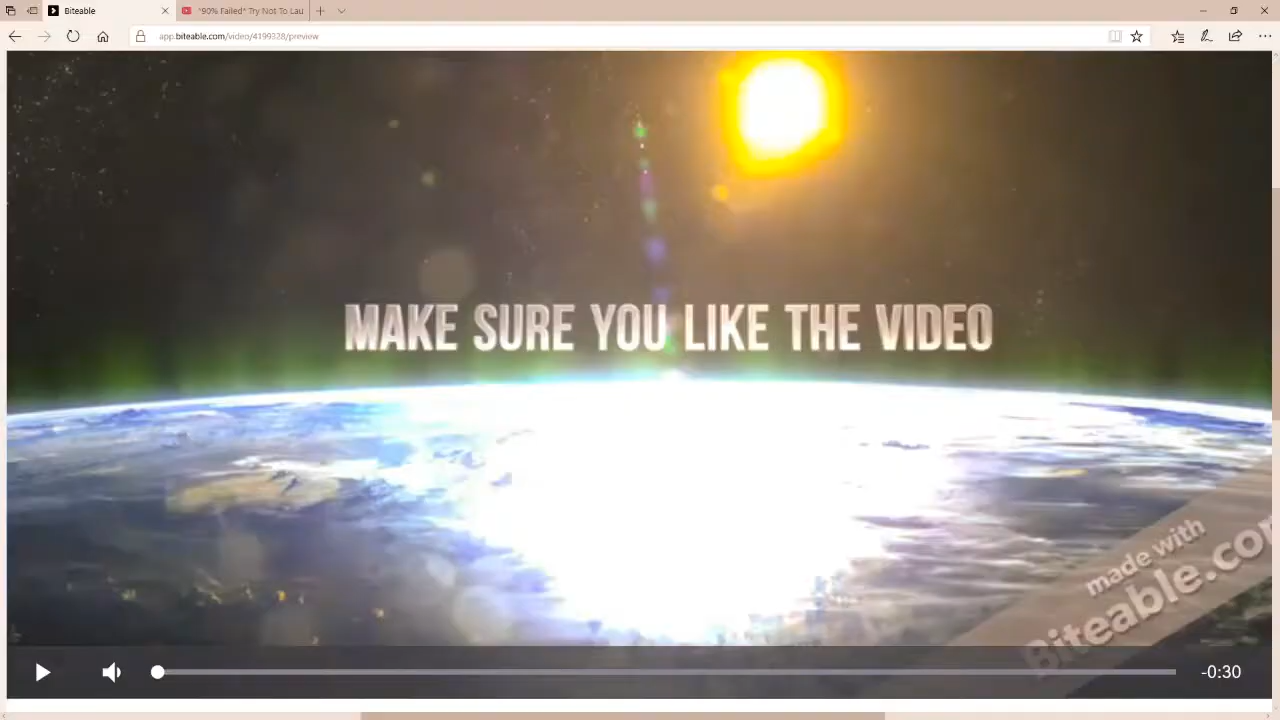 Biteable
"90% Failed" Try Not To Lau
app.biteable.com/video/4199328/preview
MAKE SURE YOU LIKE THE VIDEO
made with
Biteable.com
-0:30